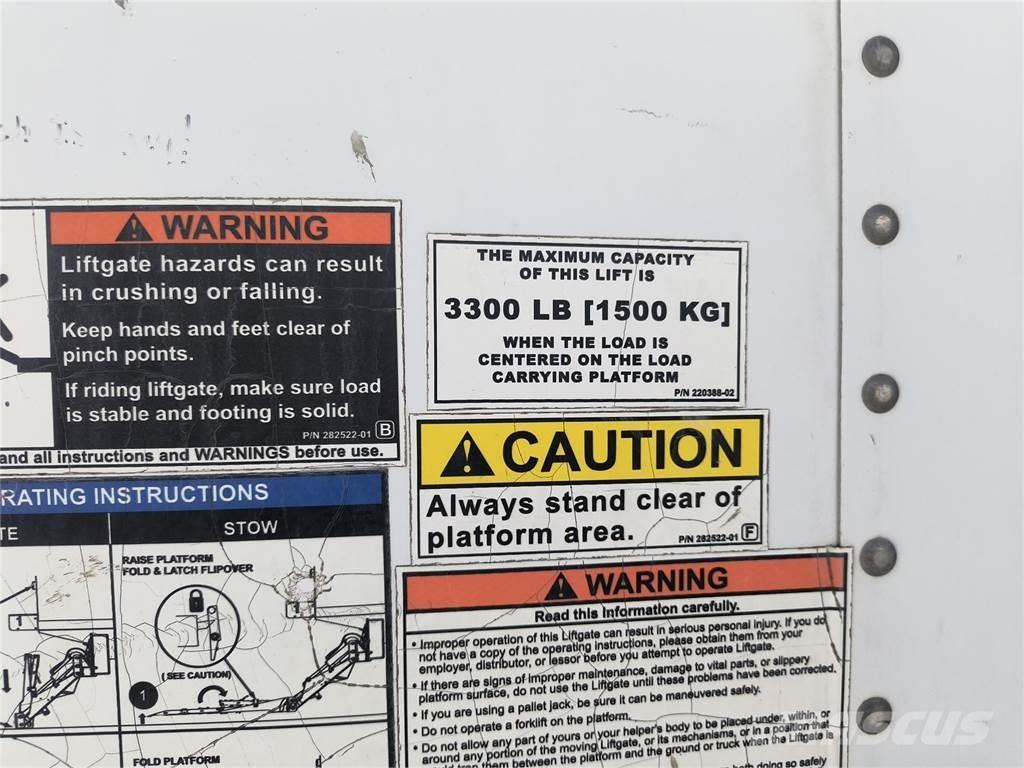 WARNING
Liftgate hazards can result
in crushing or falling.
Keep hands and feet clear of
pinch points.
If riding liftgate, make sure load
is stable and footing is solid.
P/N 282522-01 B
and all instructions and WARNINGS before use.
RATING INSTRUCTIONS
TE
STOW
RAISE PLATFORM
FOLD & LATCH FLIPOVER
1
1
(SEE CAUTION)
1
FOLD PLATFORM
THE MAXIMUM CAPACITY
OF THIS LIFT IS
3300 LB [1500 KG]
WHEN THE LOAD IS
CENTERED ON THE LOAD
CARRYING PLATFORM
P/N 220388-02
CAUTION
Always stand clear of
platform area.
P/N 282522-01 F
WARNING
Read this information carefully.
• Improper operation of this Liftgate can result in serious personal injury. If you do
not have a copy of the operating instructions, please obtain them from your
employer, distributor, or lessor before you attempt to operate Liftgate.
• If there are signs of improper maintenance, damage to vital parts, or slippery
platform surface, do not use the Liftgate until these problems have been corrected.
• If you are using a pallet jack, be sure it can be maneuvered safely.
• Do not operate a forklift on the platform.
• Do not allow any part of yours or your helper's body to be placed under, within, or
around any portion of the moving Liftgate, or its mechanisms, or in a position that
could trap them between the platform and the ground or truck when the Liftgate is
both doing so safely
ascus